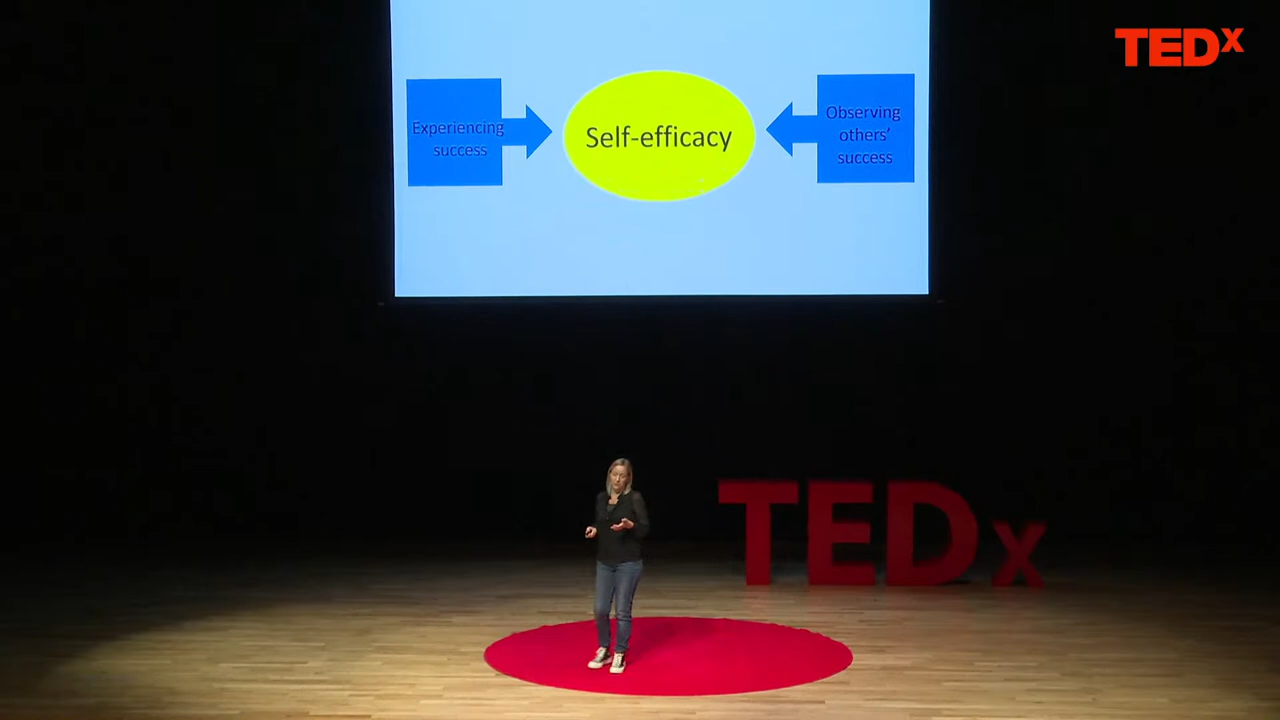 TEDx
Experiencing
success
Self-efficacy
Observing
others’
success
TEDx